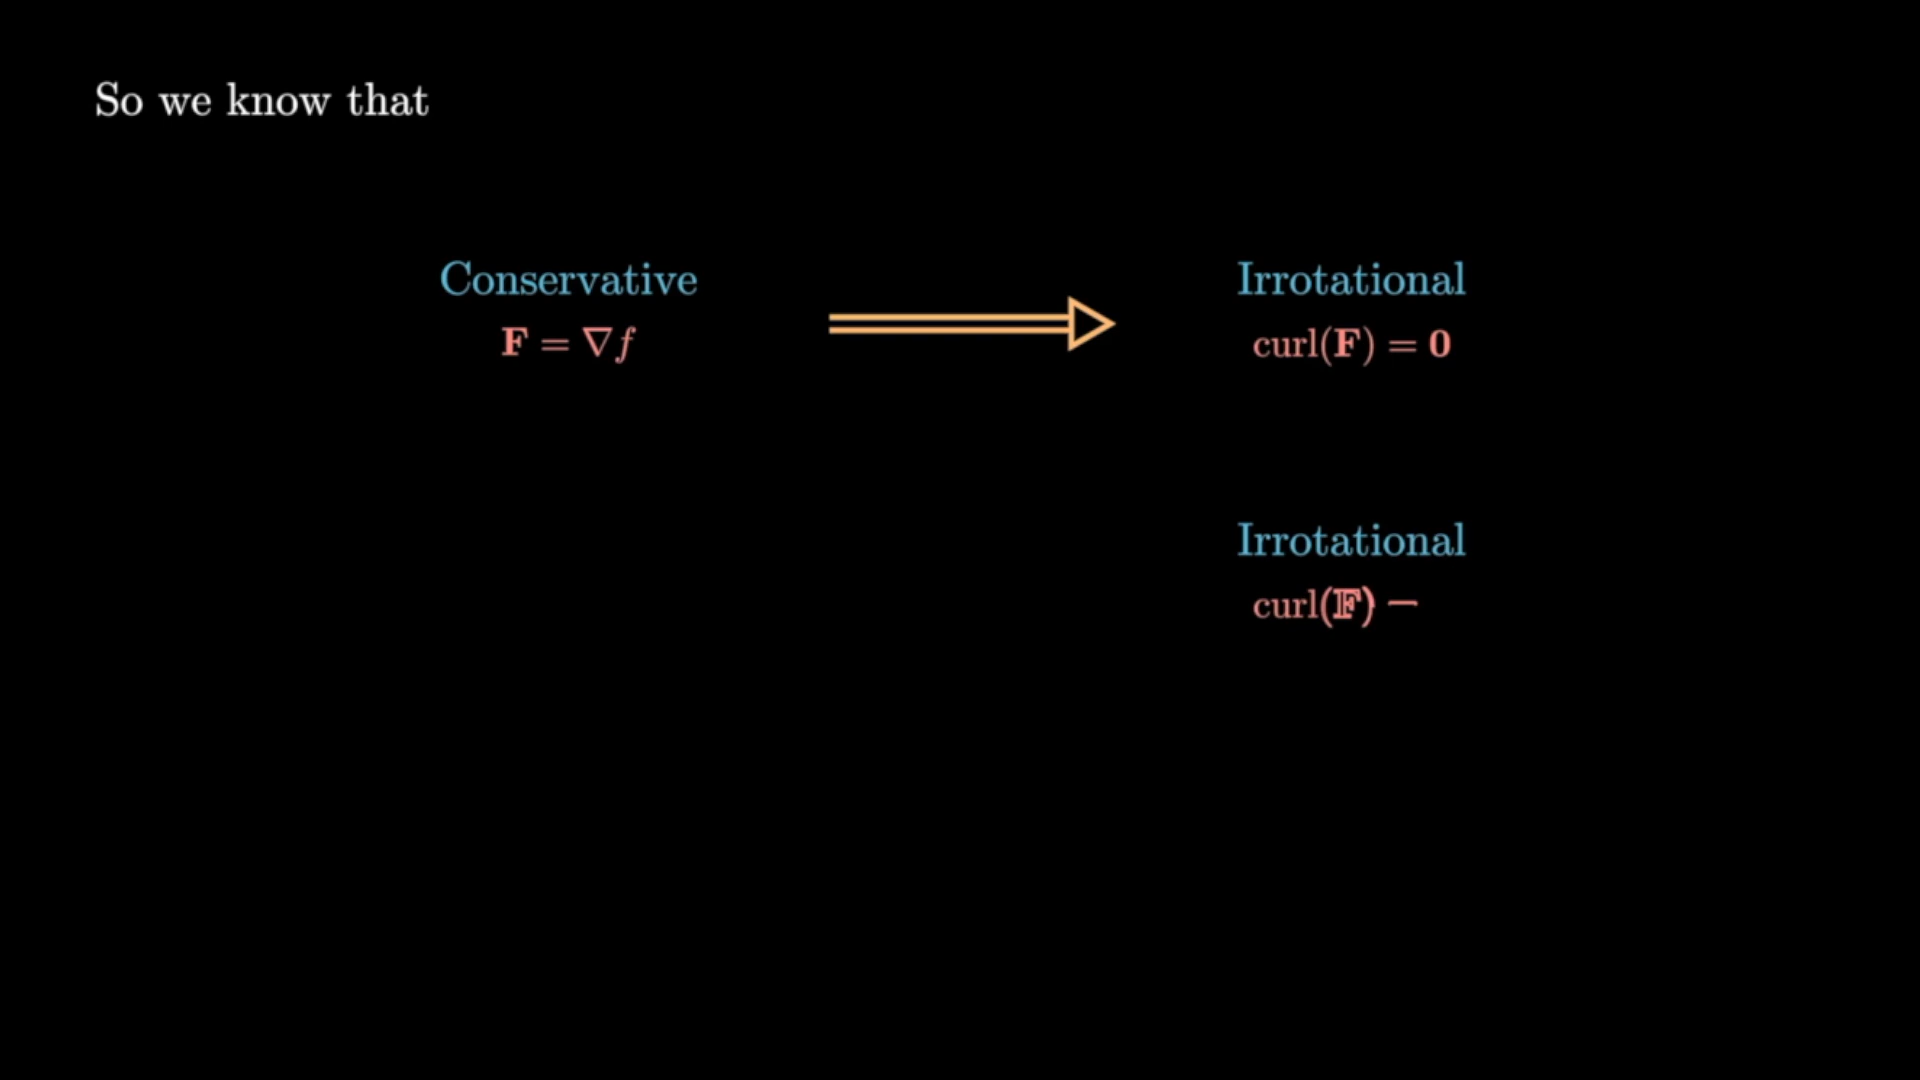 So we know that
Conservative
F = ∇f
Irrotational
curl(F) = 0
Irrotational
curl(F) −